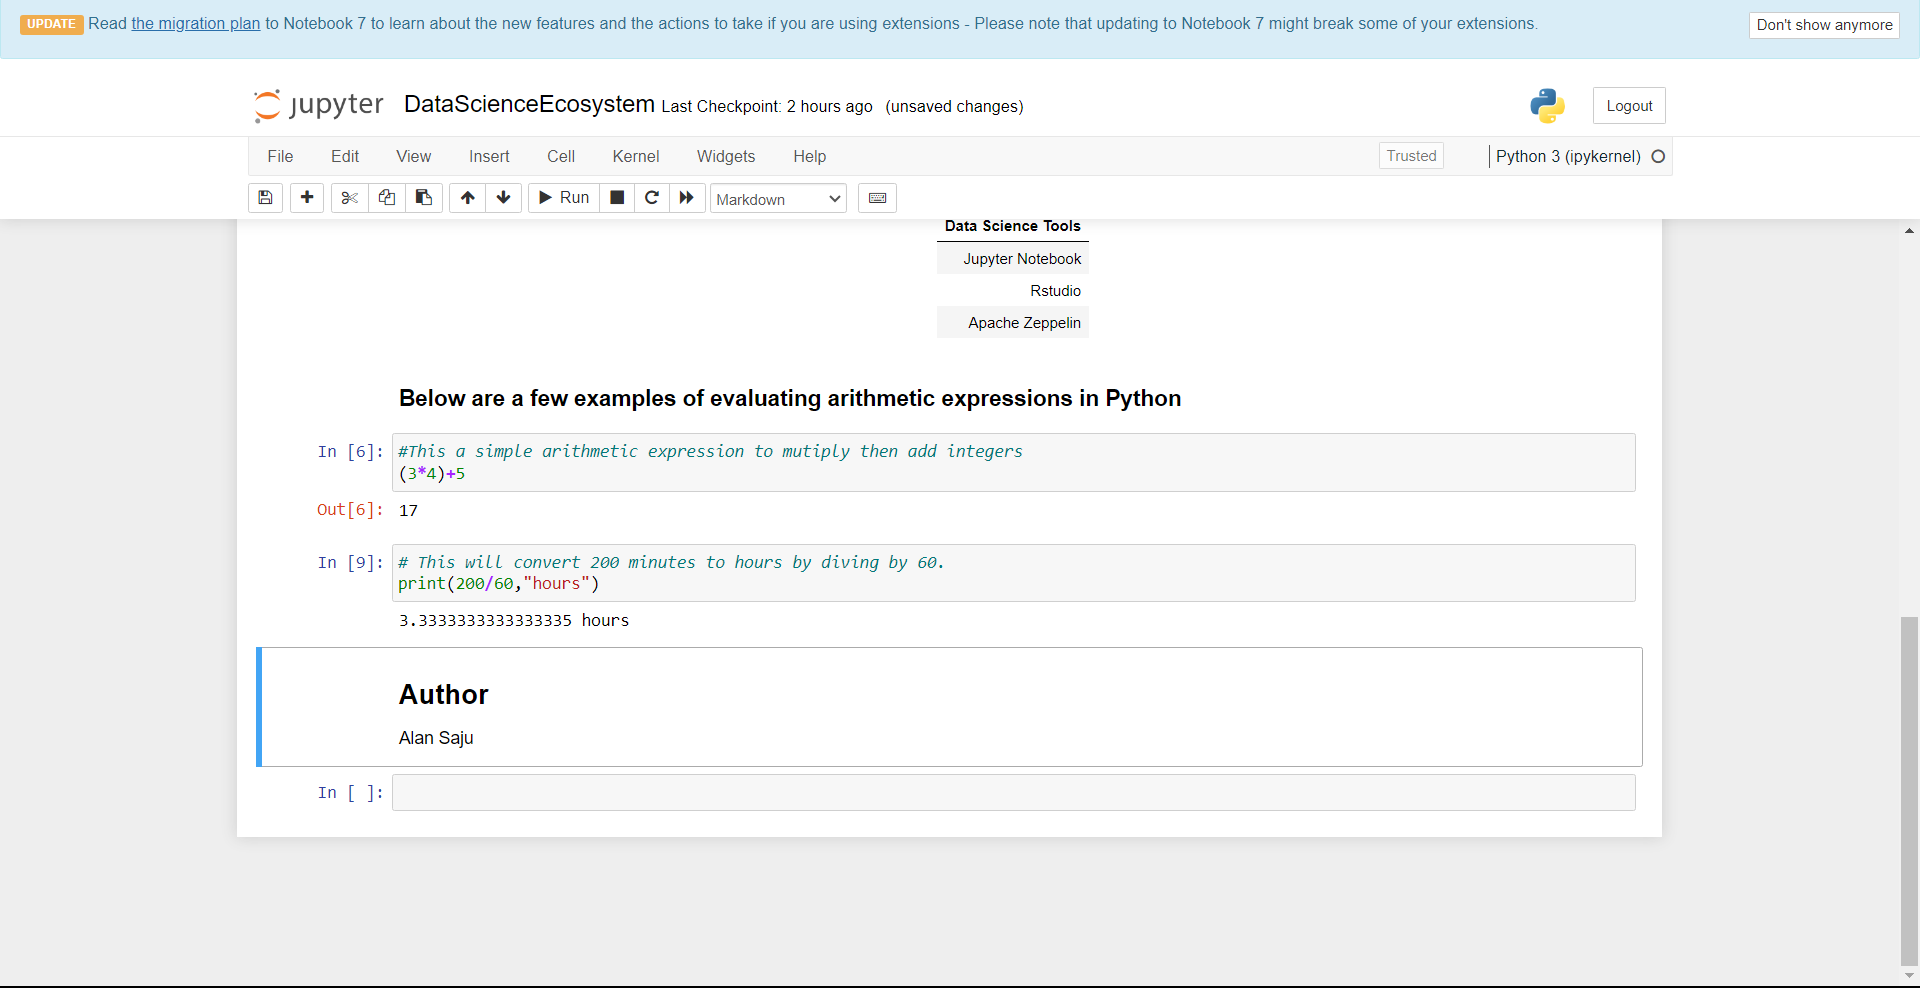 UPDATE Read the migration plan to Notebook 7 to learn about the new features and the actions to take if you are using extensions - Please note that updating to Notebook 7 might break some of your extensions. Don't show anymore
jupyter DataScienceEcosystem Last Checkpoint: 2 hours ago (unsaved changes) Logout
File Edit View Insert Cell Kernel Widgets Help Trusted Python 3 (ipykernel)
Run Markdown
Data Science Tools
Jupyter Notebook
Rstudio
Apache Zeppelin
Below are a few examples of evaluating arithmetic expressions in Python
In [6]: #This a simple arithmetic expression to mutiply then add integers
(3*4)+5
Out[6]: 17
In [9]: # This will convert 200 minutes to hours by diving by 60.
print(200/60,"hours")
3.3333333333333335 hours
Author
Alan Saju
In [ ]: